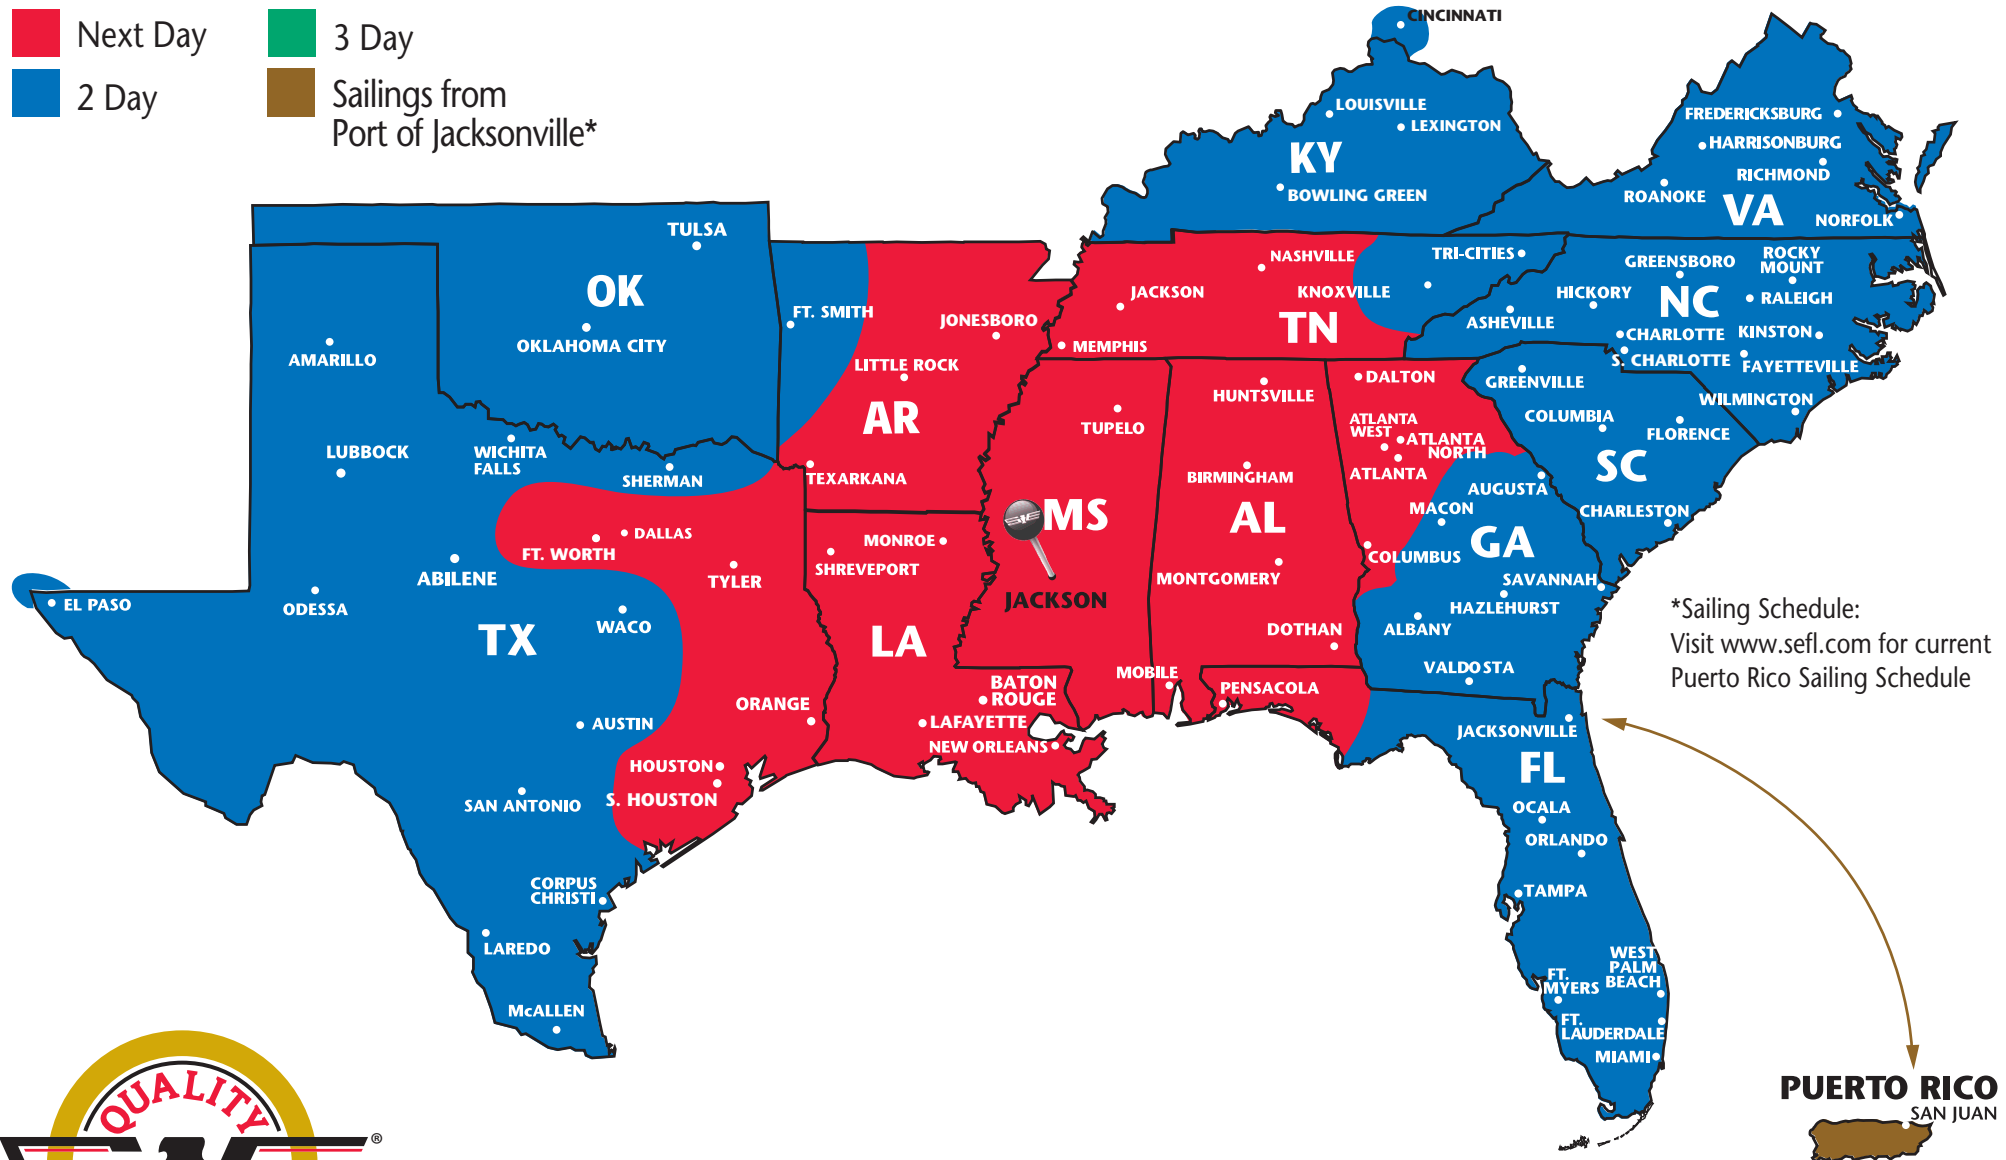 Next Day
3 Day
2 Day
Sailings from
Port of Jacksonville*
CINCINNATI
LOUISVILLE
LEXINGTON
KY
BOWLING GREEN
FREDERICKSBURG
HARRISONBURG
RICHMOND
ROANOKE
VA
NORFOLK
TULSA
OK
OKLAHOMA CITY
AMARILLO
LUBBOCK
WICHITA
FALLS
SHERMAN
FT. SMITH
JONESBORO
LITTLE ROCK
AR
TEXARKANA
NASHVILLE
JACKSON
KNOXVILLE
TN
MEMPHIS
TRI-CITIES
GREENSBORO
ROCKY
MOUNT
HICKORY
NC
RALEIGH
ASHEVILLE
CHARLOTTE
KINSTON
S. CHARLOTTE
FAYETTEVILLE
WILMINGTON
GREENVILLE
COLUMBIA
FLORENCE
SC
CHARLESTON
TUPELO
MS
JACKSON
HUNTSVILLE
BIRMINGHAM
AL
MONTGOMERY
DOTHAN
MOBILE
DALTON
ATLANTA
WEST
ATLANTA
NORTH
ATLANTA
AUGUSTA
MACON
GA
COLUMBUS
SAVANNAH
HAZLEHURST
ALBANY
VALDOSTA
DALLAS
FT. WORTH
TYLER
ABILENE
EL PASO
ODESSA
TX
WACO
AUSTIN
ORANGE
HOUSTON
S. HOUSTON
SAN ANTONIO
CORPUS
CHRISTI
LAREDO
McALLEN
MONROE
SHREVEPORT
LA
BATON
ROUGE
LAFAYETTE
NEW ORLEANS
PENSACOLA
JACKSONVILLE
FL
OCALA
ORLANDO
TAMPA
WEST
PALM
BEACH
FT.
MYERS
FT.
LAUDERDALE
MIAMI
*Sailing Schedule:
Visit www.sefl.com for current
Puerto Rico Sailing Schedule
PUERTO RICO
SAN JUAN
QUALITY
®